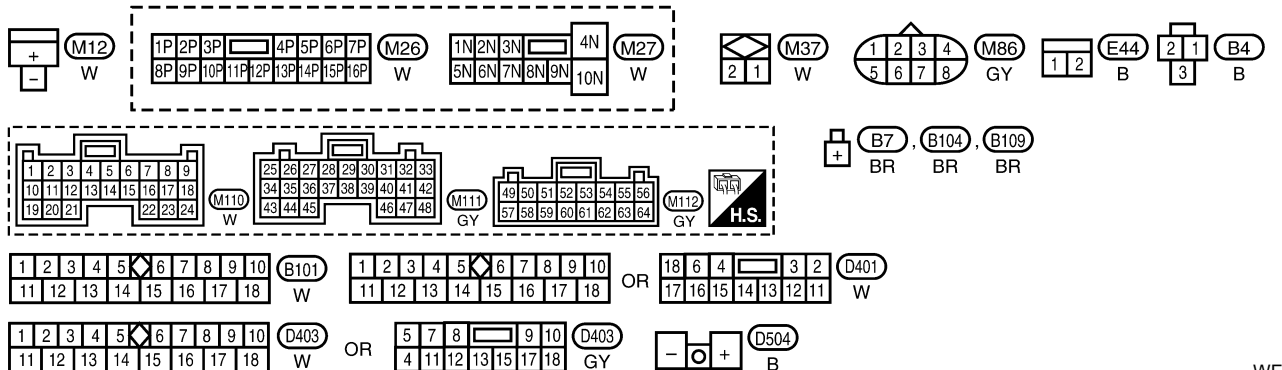 + - M12 W
1P 2P 3P 4P 5P 6P 7P M26
8P 9P 10P 11P 12P 13P 14P 15P 16P W
1N 2N 3N 4N M27
5N 6N 7N 8N 9N 10N W
M37
2 1 W
1 2 3 4 M86
5 6 7 8 GY
1 2 E44 B
2 1 B4
3 B
+ B7 , B104 , B109
BR BR BR
1 2 3 4 5 6 7 8 9
10 11 12 13 14 15 16 17 18 M110
19 20 21 22 23 24 W
25 26 27 28 29 30 31 32 33
34 35 36 37 38 39 40 41 42 M111
43 44 45 46 47 48 GY
49 50 51 52 53 54 55 56 M112
57 58 59 60 61 62 63 64 GY
H.S.
1 2 3 4 5 6 7 8 9 10 B101
11 12 13 14 15 16 17 18 W
1 2 3 4 5 6 7 8 9 10
11 12 13 14 15 16 17 18
OR
18 6 4 3 2 D401
17 16 15 14 13 12 11 W
1 2 3 4 5 6 7 8 9 10 D403
11 12 13 14 15 16 17 18 W
OR
5 7 8 9 10 D403
4 11 12 13 15 17 18 GY
- + D504
B